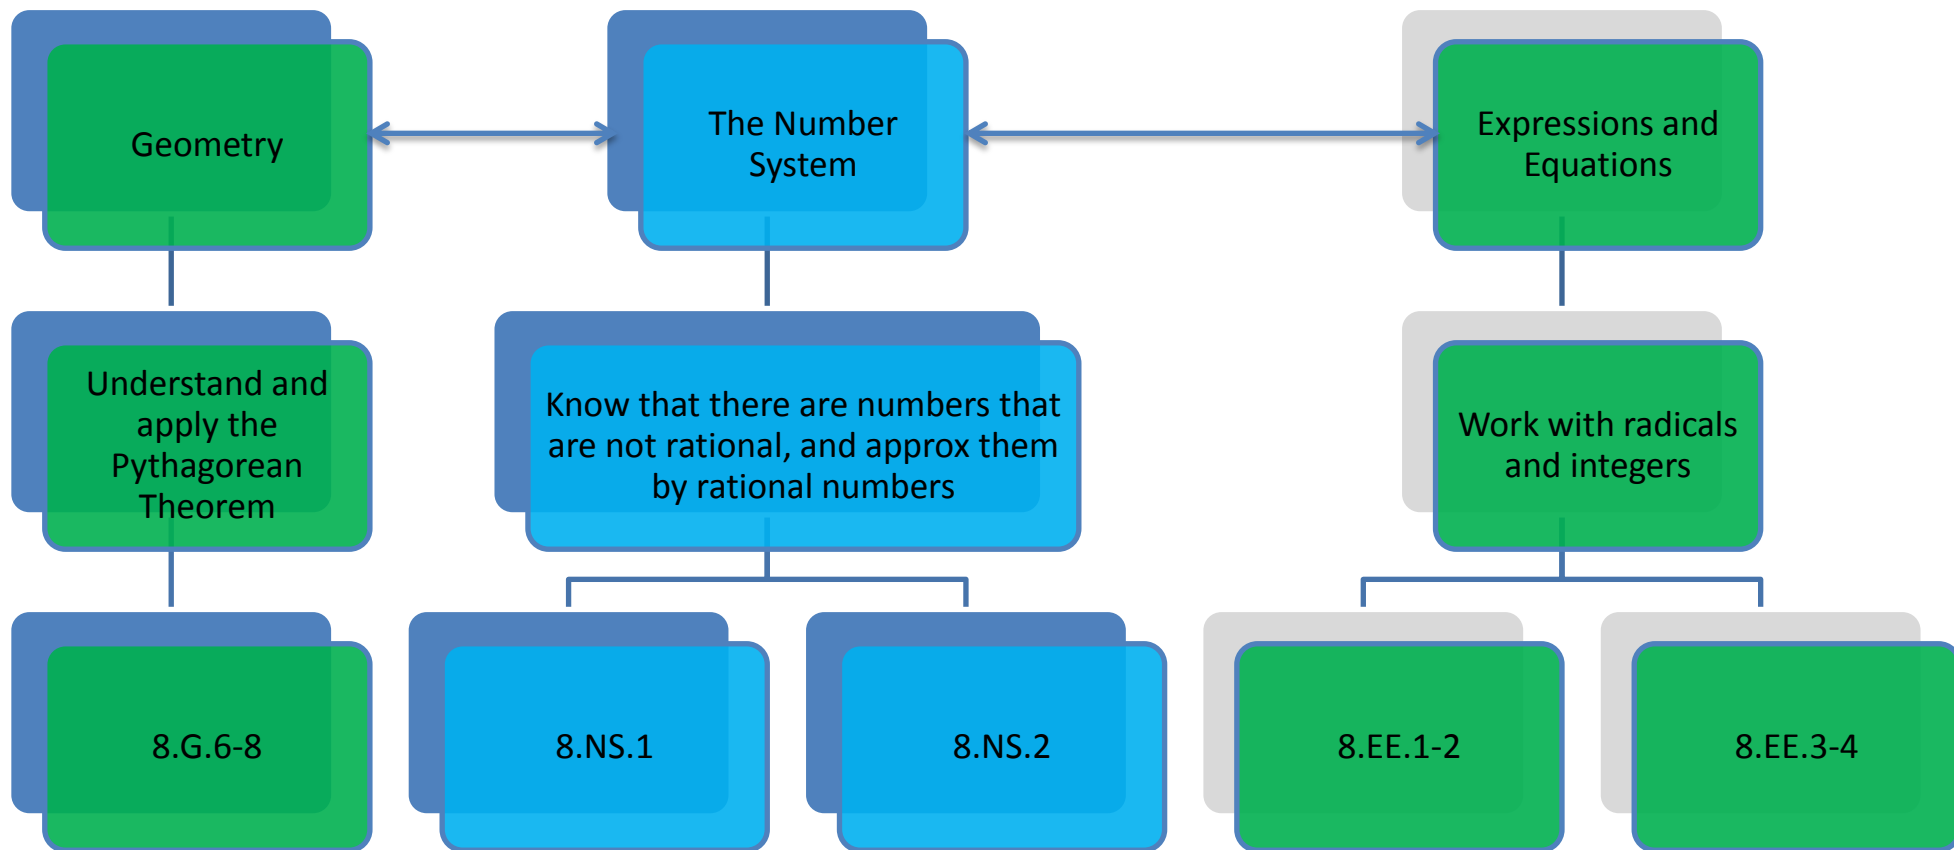 Geometry
The Number
System
Expressions and
Equations
Understand and
apply the
Pythagorean
Theorem
Know that there are numbers that
are not rational, and approx them
by rational numbers
Work with radicals
and integers
8.G.6-8
8.NS.1
8.NS.2
8.EE.1-2
8.EE.3-4